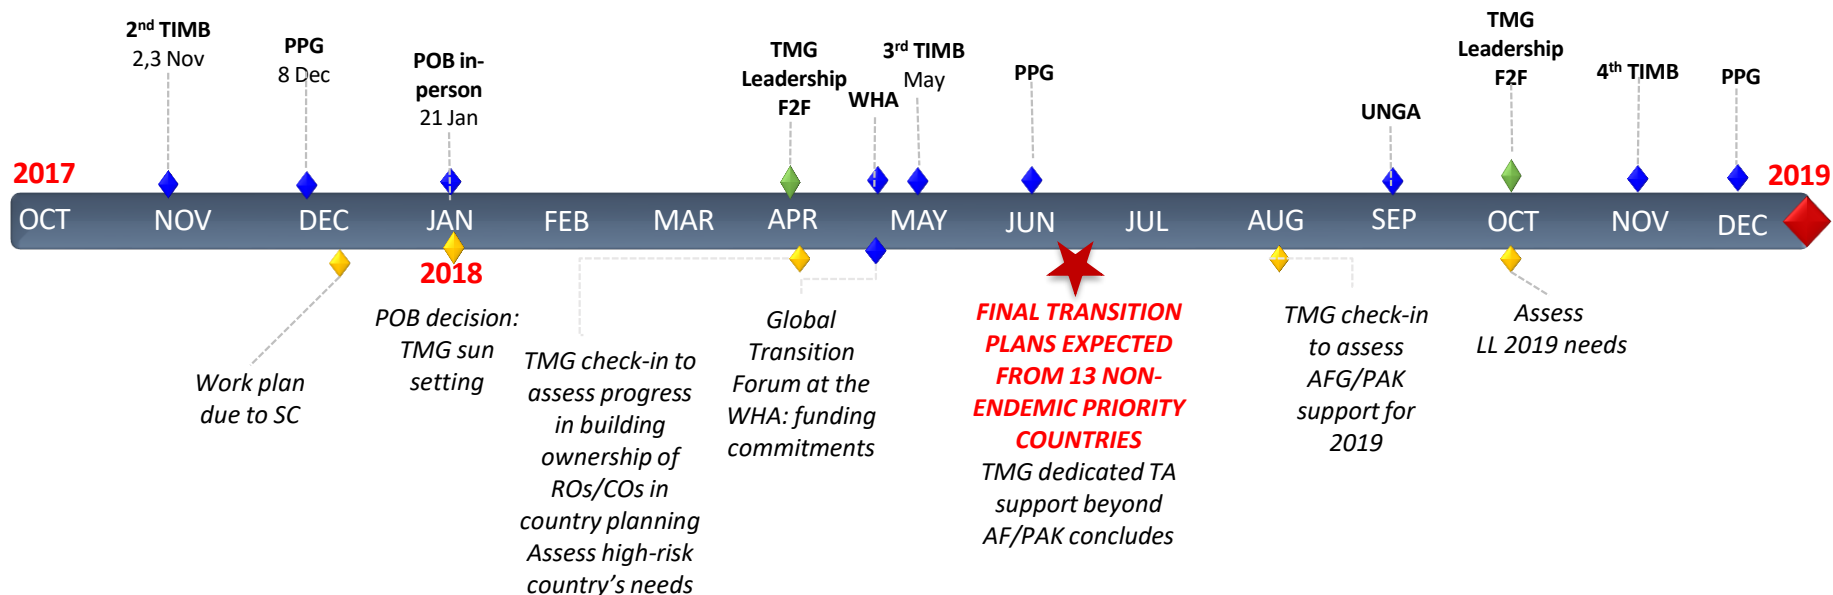 2nd TIMB
2,3 Nov
PPG
8 Dec
POB in-
person
21 Jan
TMG
Leadership
F2F
WHA
3rd TIMB
May
PPG
UNGA
TMG
Leadership
F2F
4th TIMB
PPG
2017
2019
OCT
NOV
DEC
JAN
FEB
MAR
APR
MAY
JUN
JUL
AUG
SEP
OCT
NOV
DEC
2018
Work plan
due to SC
POB decision:
TMG sun
setting
TMG check-in to
assess progress
in building
ownership of
ROs/COs in
country planning
Assess high-risk
country's needs
Global
Transition
Forum at the
WHA: funding
commitments
FINAL TRANSITION
PLANS EXPECTED
FROM 13 NON-
ENDEMIC PRIORITY
COUNTRIES
TMG dedicated TA
support beyond
AF/PAK concludes
TMG check-in
to assess
AFG/PAK
support for
2019
Assess
LL 2019 needs